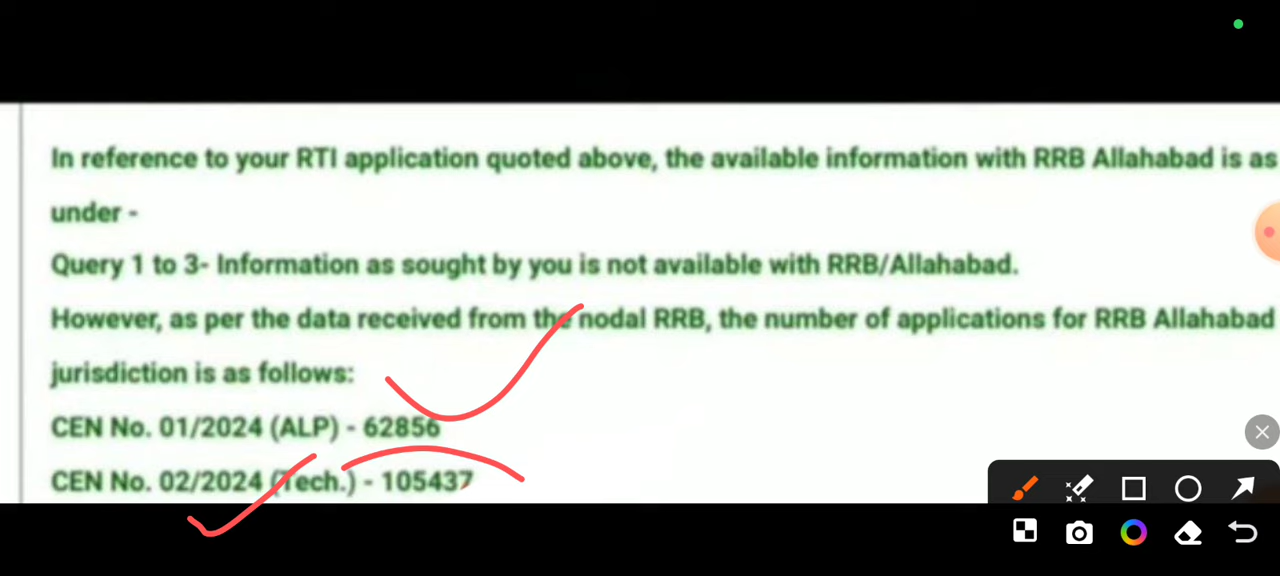 In reference to your RTI application quoted above, the available information with RRB Allahabad is as
under -
Query 1 to 3- Information as sought by you is not available with RRB/Allahabad.
However, as per the data received from the nodal RRB, the number of applications for RRB Allahabad
jurisdiction is as follows:
CEN No. 01/2024 (ALP) - 62856
CEN No. 02/2024 (Tech.) - 105437